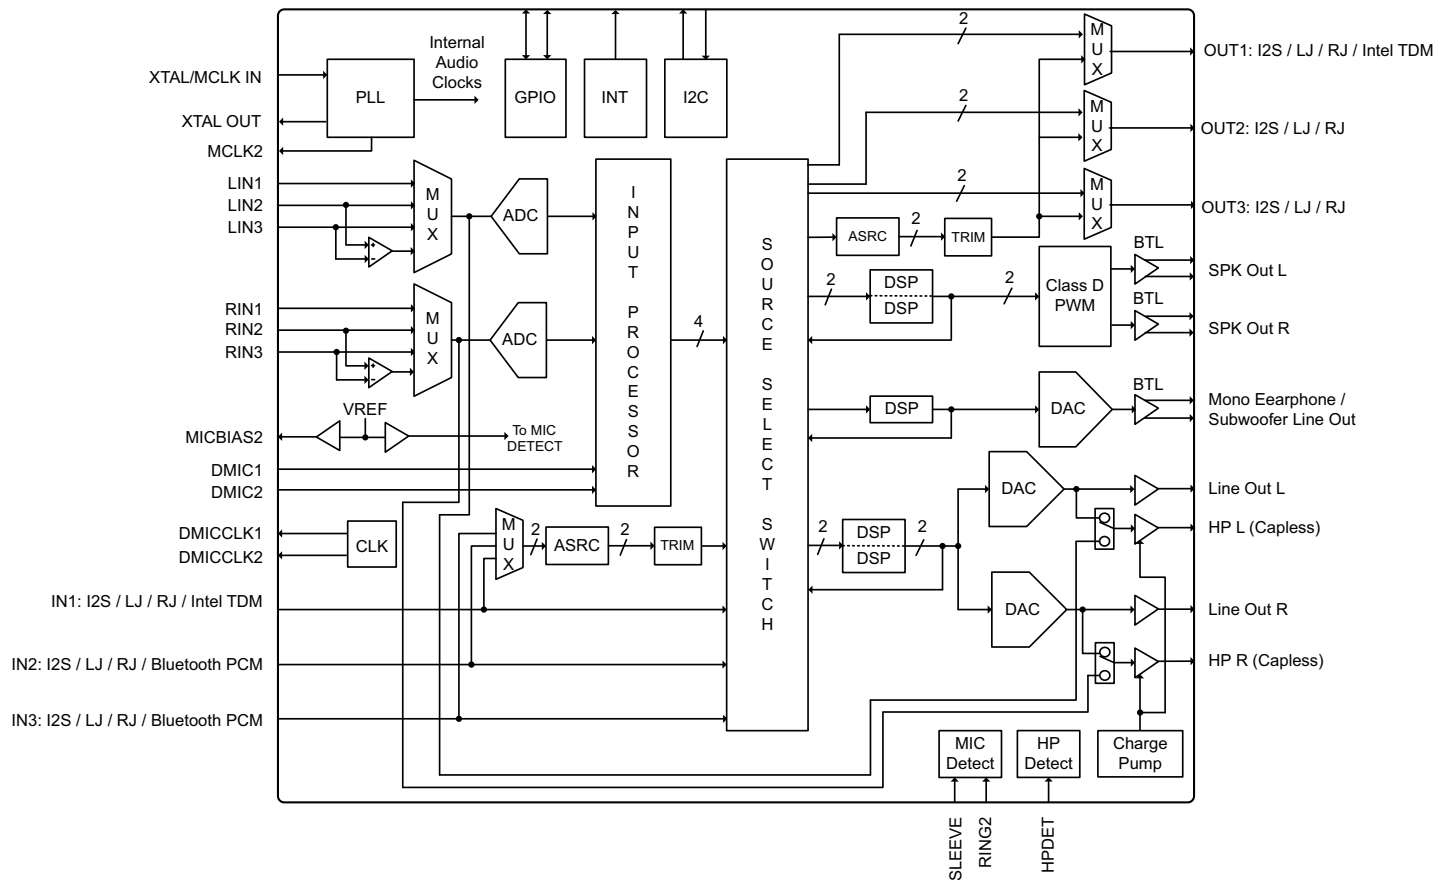 XTAL/MCLK IN
XTAL OUT
MCLK2
PLL
Internal
Audio
Clocks
GPIO
INT
I2C
LIN1
LIN2
LIN3
MUX
ADC
RIN1
RIN2
RIN3
MUX
ADC
INPUT PROCESSOR
4
VREF
MICBIAS2
To MIC
DETECT
DMIC1
DMIC2
DMICCLK1
DMICCLK2
CLK
MUX
2
ASRC
2
TRIM
IN1: I2S / LJ / RJ / Intel TDM
IN2: I2S / LJ / RJ / Bluetooth PCM
IN3: I2S / LJ / RJ / Bluetooth PCM
SOURCE SELECT SWITCH
2
MUX
OUT1: I2S / LJ / RJ / Intel TDM
2
MUX
OUT2: I2S / LJ / RJ
2
MUX
OUT3: I2S / LJ / RJ
ASRC
2
TRIM
2
DSP
DSP
2
Class D
PWM
BTL
SPK Out L
BTL
SPK Out R
DSP
DAC
BTL
Mono Eearphone /
Subwoofer Line Out
2
DSP
DSP
2
DAC
Line Out L
HP L (Capless)
DAC
Line Out R
HP R (Capless)
MIC
Detect
HP
Detect
Charge
Pump
SLEEVE
RING2
HPDET
+
-
+
-